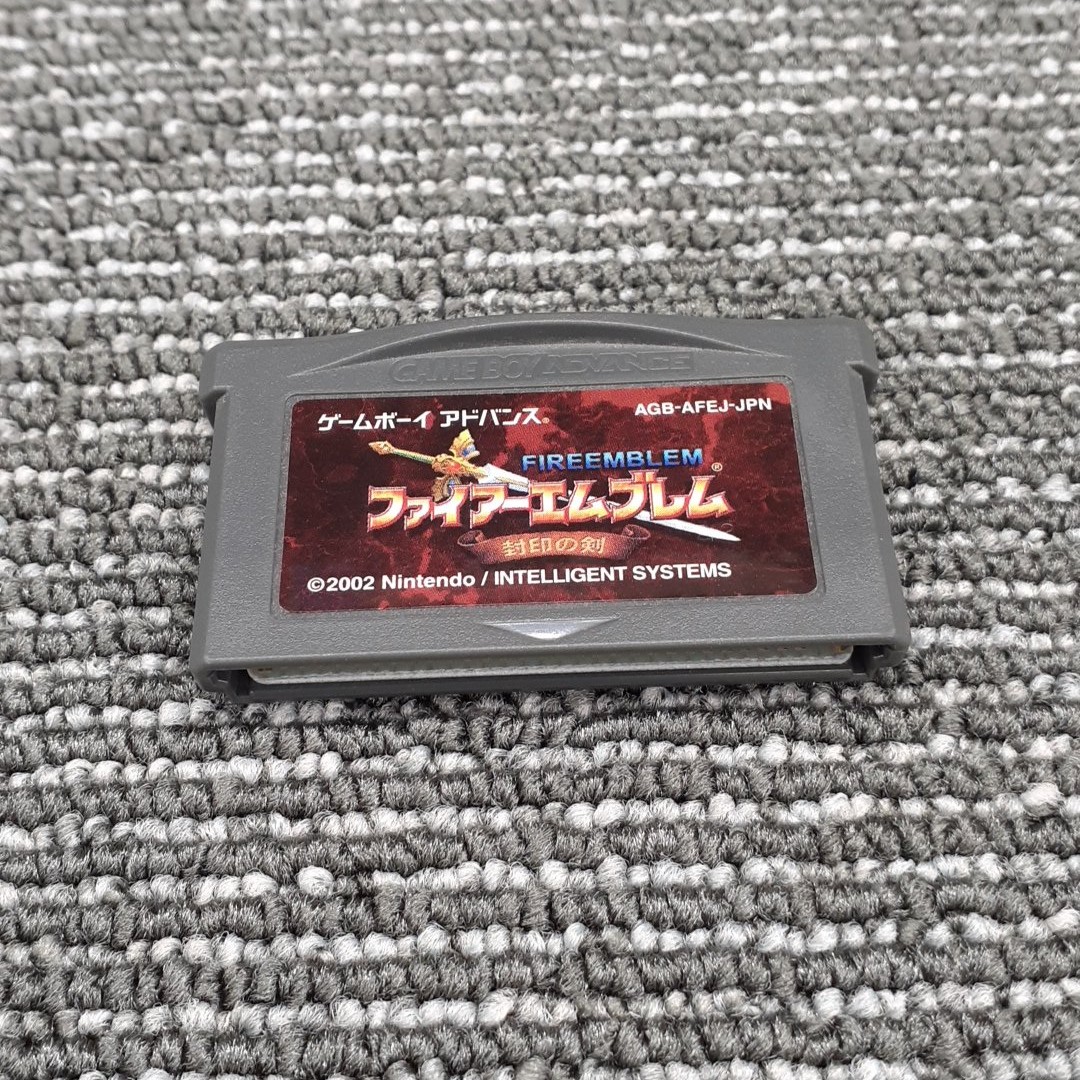 GAME BOY ADVANCE
ゲームボーイ アドバンス®
AGB-AFEJ-JPN
FIREEMBLEM
ファイアーエムブレム®
封印の剣
©2002 Nintendo / INTELLIGENT SYSTEMS